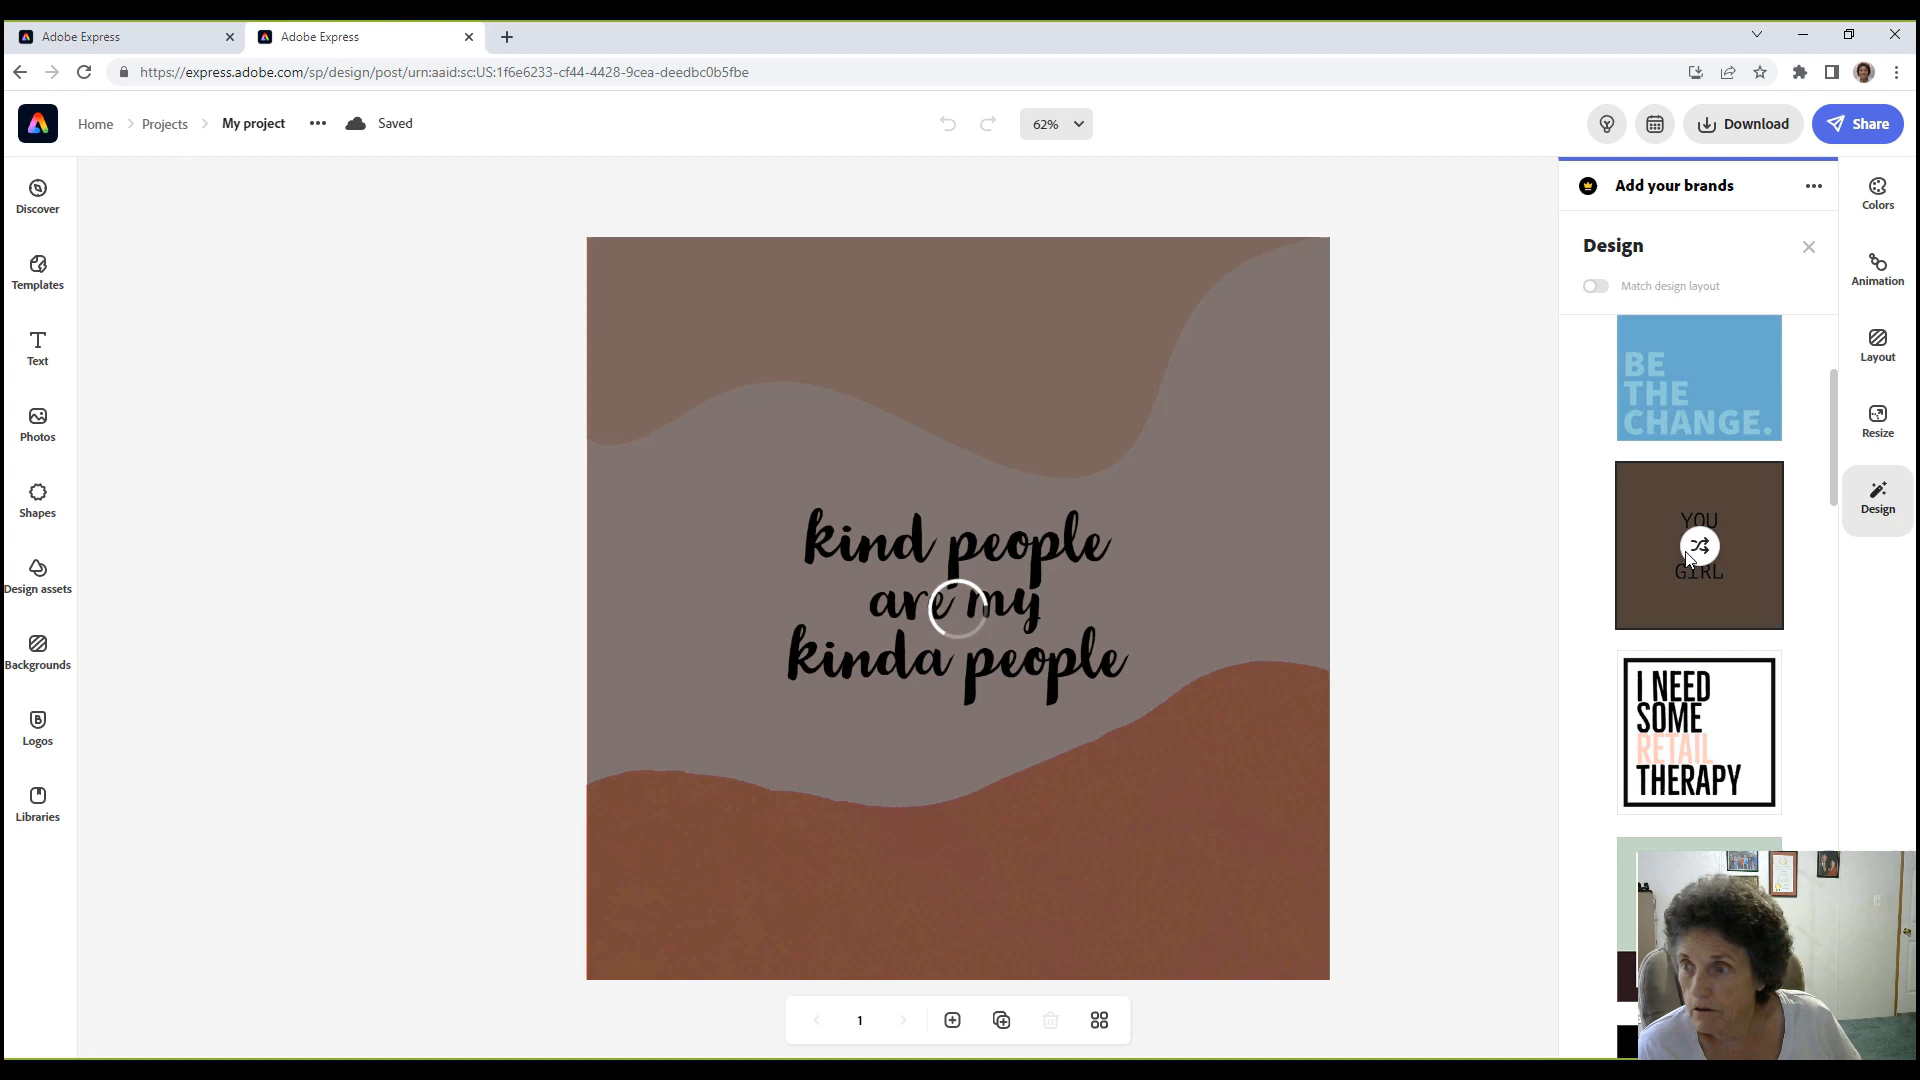 Adobe Express
Adobe Express
https://express.adobe.com/sp/design/post/urn:aaid:sc:US:1f6e6233-cf44-4428-9cea-deedbc0b5fbe
Home
Projects
My project
Saved
62%
Download
Share
Discover
Templates
Text
Photos
Shapes
Design assets
Backgrounds
Logos
Libraries
kind people
are my
kinda people
1
Add your brands
Design
Match design layout
BE
THE
CHANGE.
YOU
GIRL
I NEED
SOME
RETAIL
THERAPY
Colors
Animation
Layout
Resize
Design